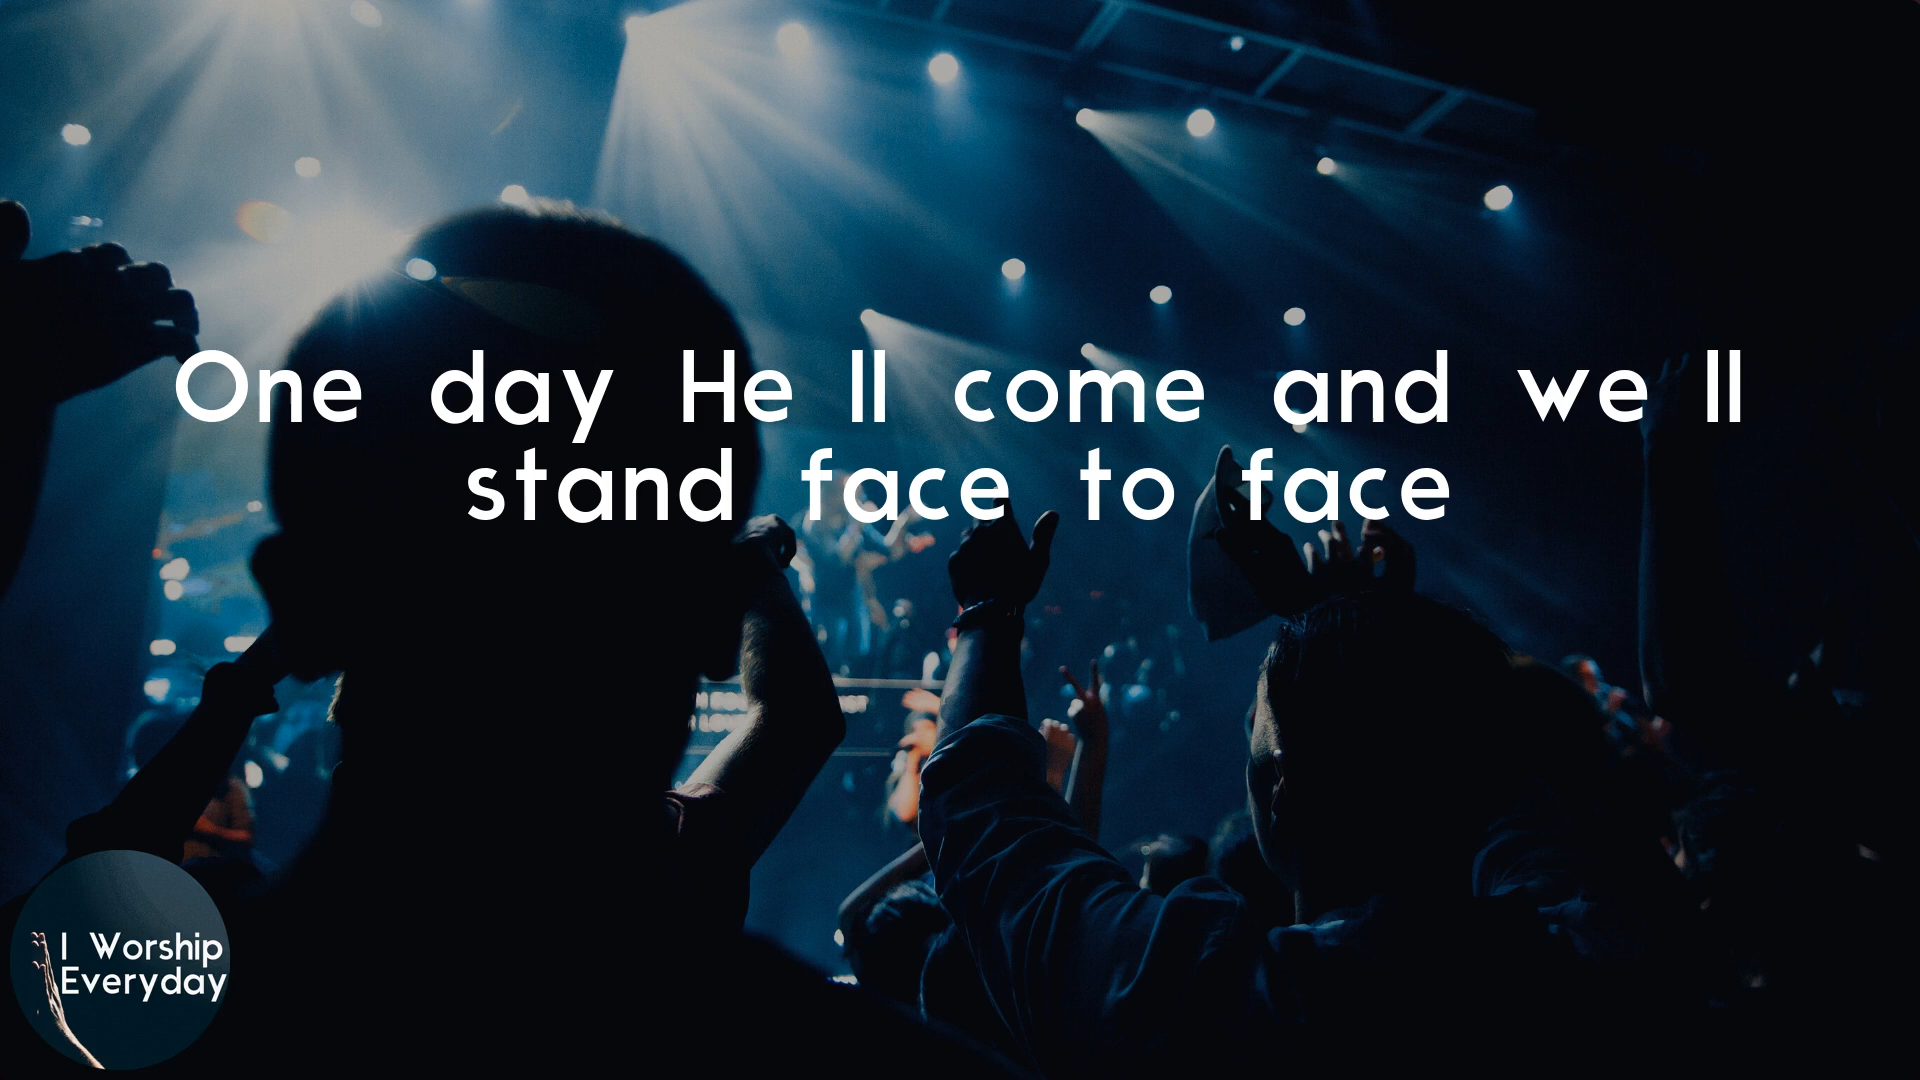 One day He ll come and we ll
stand face to face
I Worship
Everyday